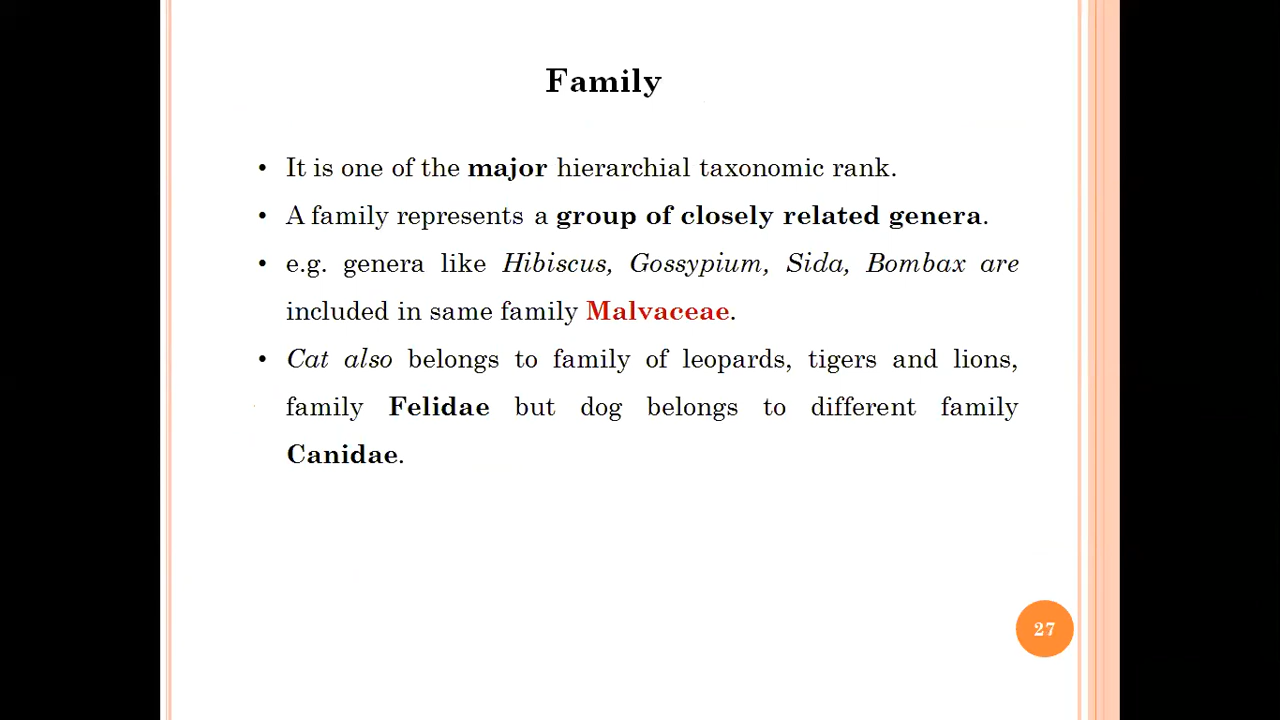 Family
• It is one of the major hierarchial taxonomic rank.
• A family represents a group of closely related genera.
• e.g. genera like Hibiscus, Gossypium, Sida, Bombax are
included in same family Malvaceae.
• Cat also belongs to family of leopards, tigers and lions,
family Felidae but dog belongs to different family
Canidae.
27